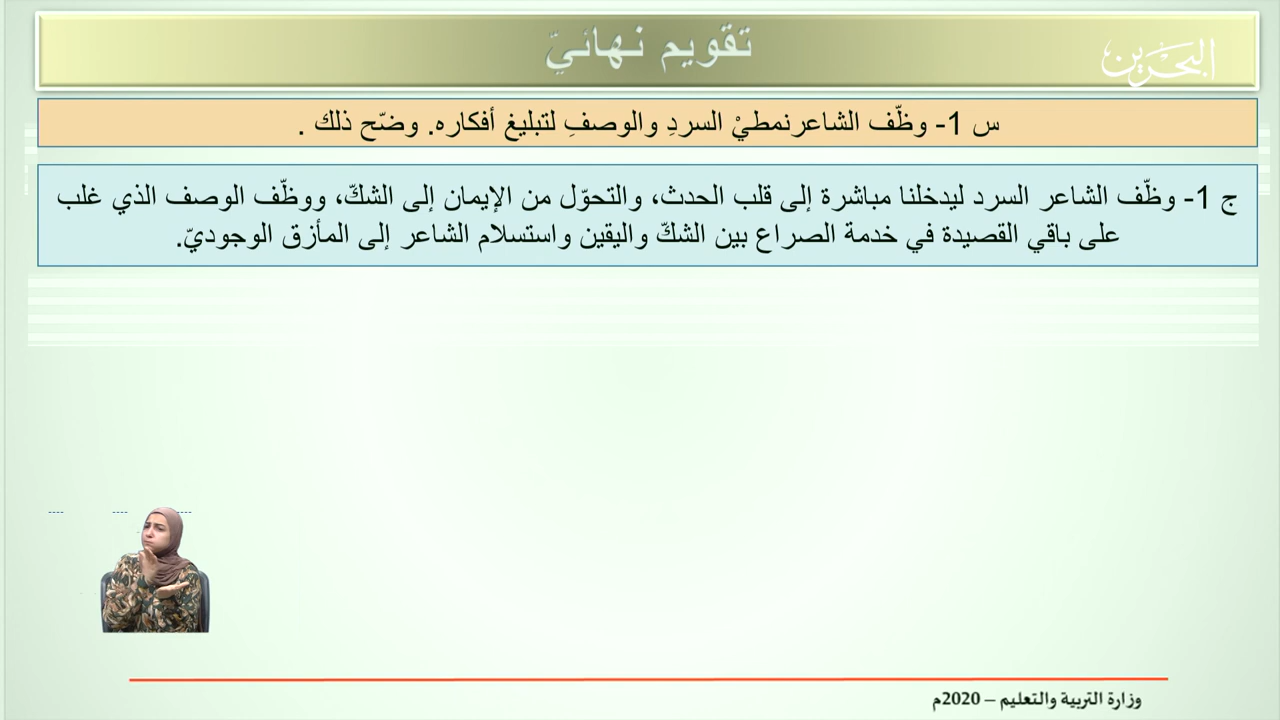 تقويم نهائيّ
البحرين
س 1- وظّف الشاعرنمطيْ السردِ والوصفِ لتبليغ أفكاره. وضّح ذلك .
ج 1- وظّف الشاعر السرد ليدخلنا مباشرة إلى قلب الحدث، والتحوّل من الإيمان إلى الشكّ، ووظّف الوصف الذي غلب
على باقي القصيدة في خدمة الصراع بين الشكّ واليقين واستسلام الشاعر إلى المأزق الوجوديّ.
وزارة التربية والتعليم – 2020م